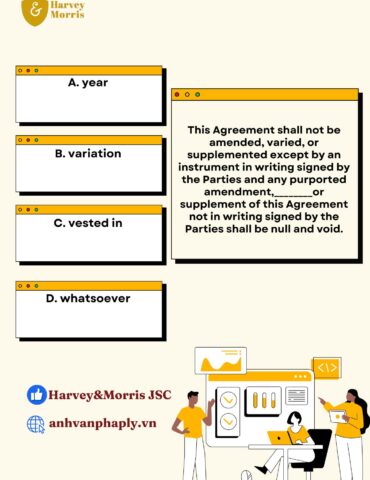 &
Harvey
Morris
A. year
B. variation
C. vested in
D. whatsoever
This Agreement shall not be
amended, varied, or
supplemented except by an
instrument in writing signed by
the Parties and any purported
amendment,________or
supplement of this Agreement
not in writing signed by the
Parties shall be null and void.
</>
Harvey&Morris JSC
anhvanphaply.vn